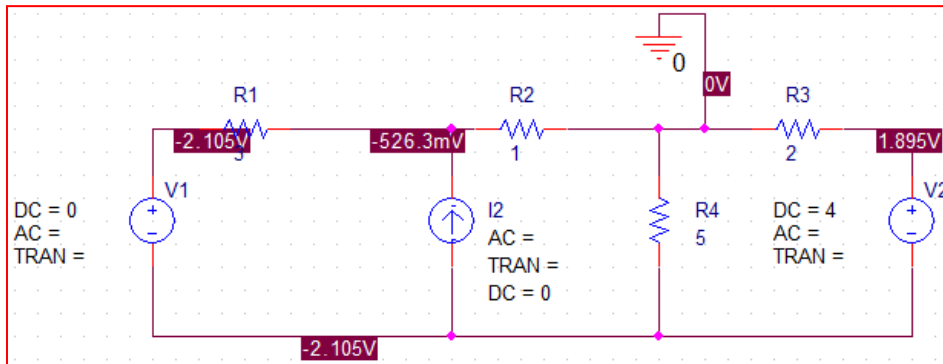 0
0V
R1
R2
R3
-2.105V
3
-526.3mV
1
2
1.895V
V1
DC = 0
AC =
TRAN =
I2
AC =
TRAN =
DC = 0
R4
5
DC = 4
AC =
TRAN =
V2
-2.105V